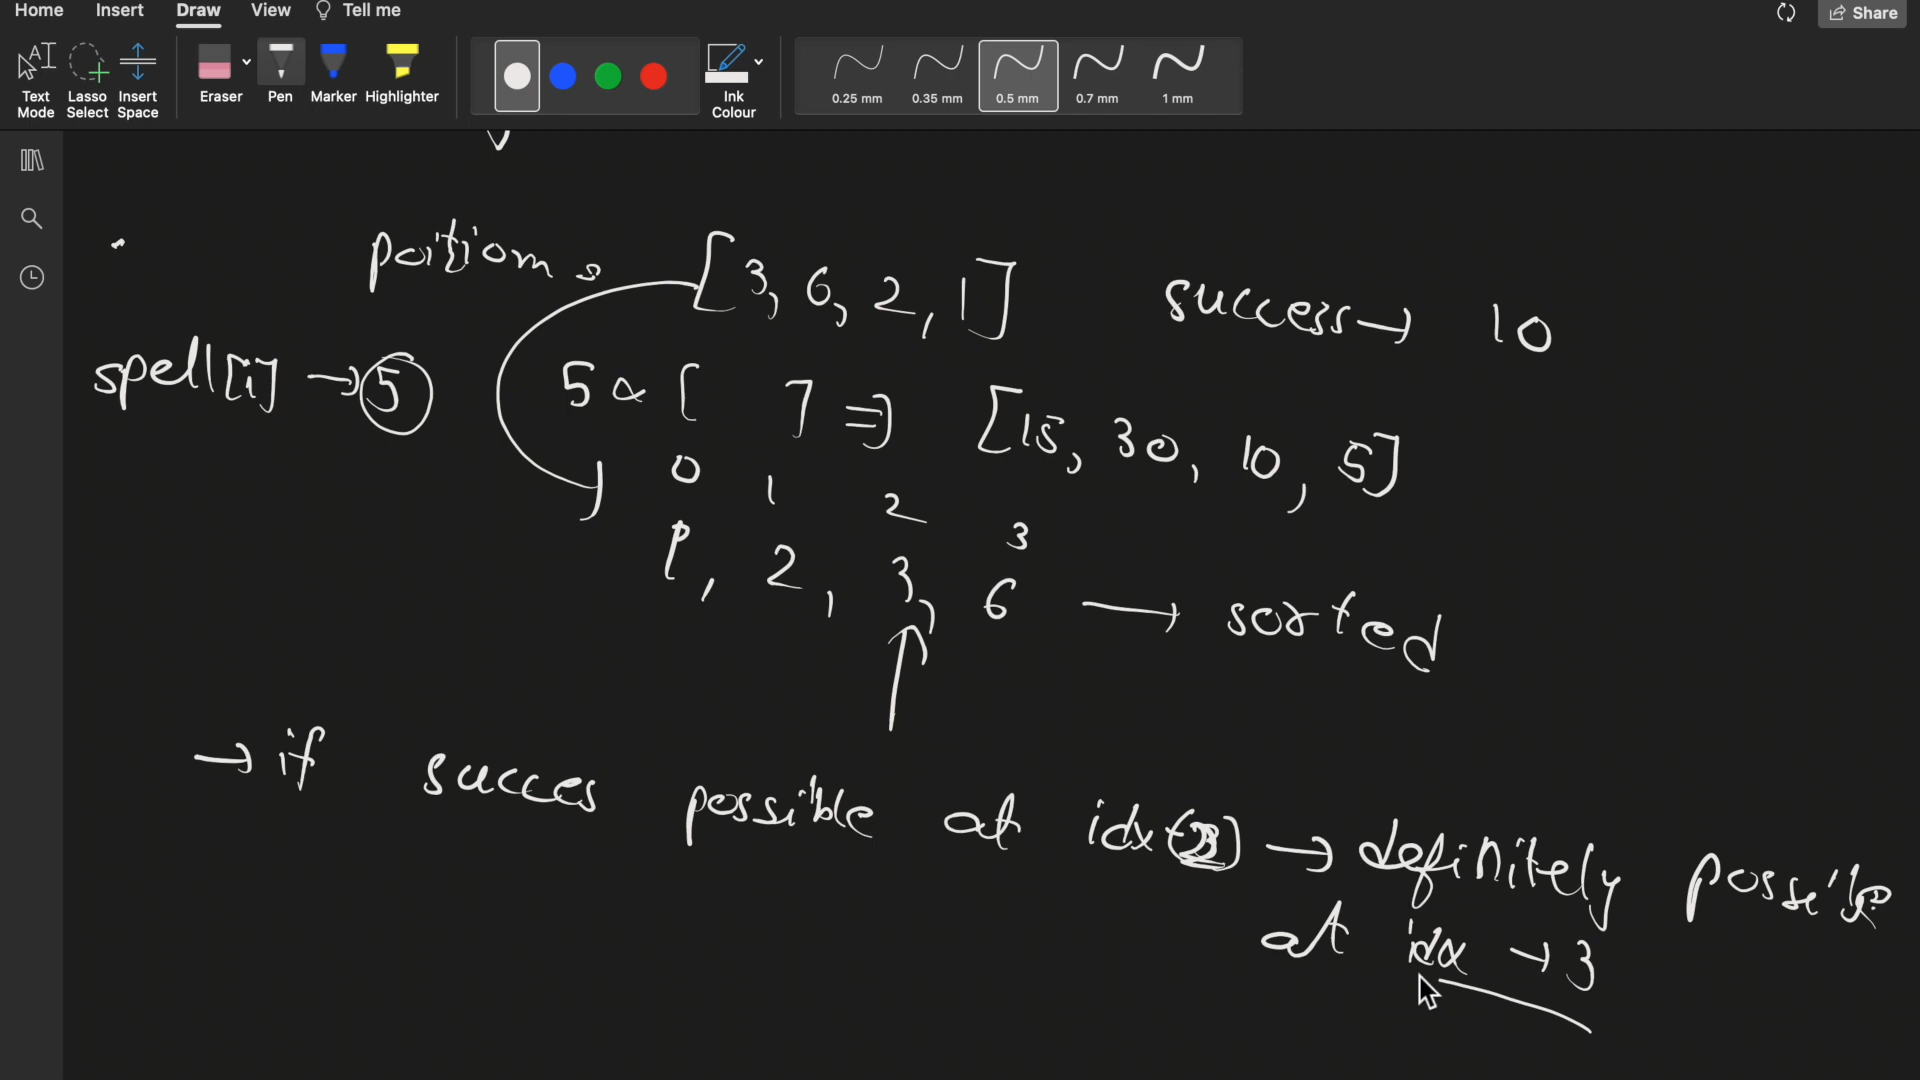 Home Insert Draw View Tell me Share
Text Mode Lasso Select Insert Space Eraser Pen Marker Highlighter Ink Colour 0.25 mm 0.35 mm 0.5 mm 0.7 mm 1 mm
portions [3, 6, 2, 1] success → 10
spell[i] → 5 5 × [ ] ⇒ [15, 30, 10, 5]
0 1 2 3
1, 2, 3, 6 → sorted
→ if succes possible at idx(2) → definitely possible
at idx → 3